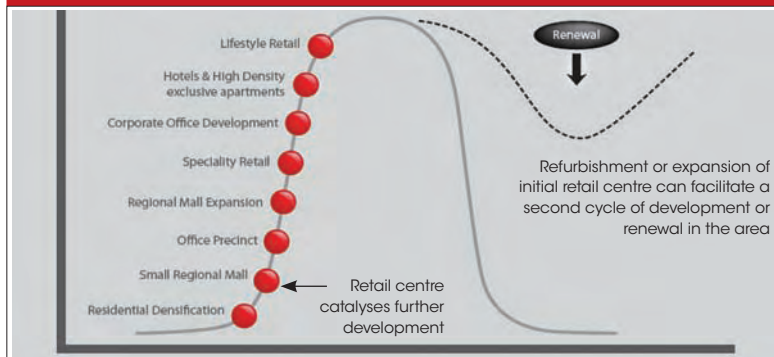 Lifestyle Retail
Hotels & High Density
exclusive apartments
Corporate Office Development
Speciality Retail
Regional Mall Expansion
Office Precinct
Small Regional Mall
Residential Densification
Retail centre
catalyses further
development
Renewal
Refurbishment or expansion of
initial retail centre can facilitate a
second cycle of development or
renewal in the area